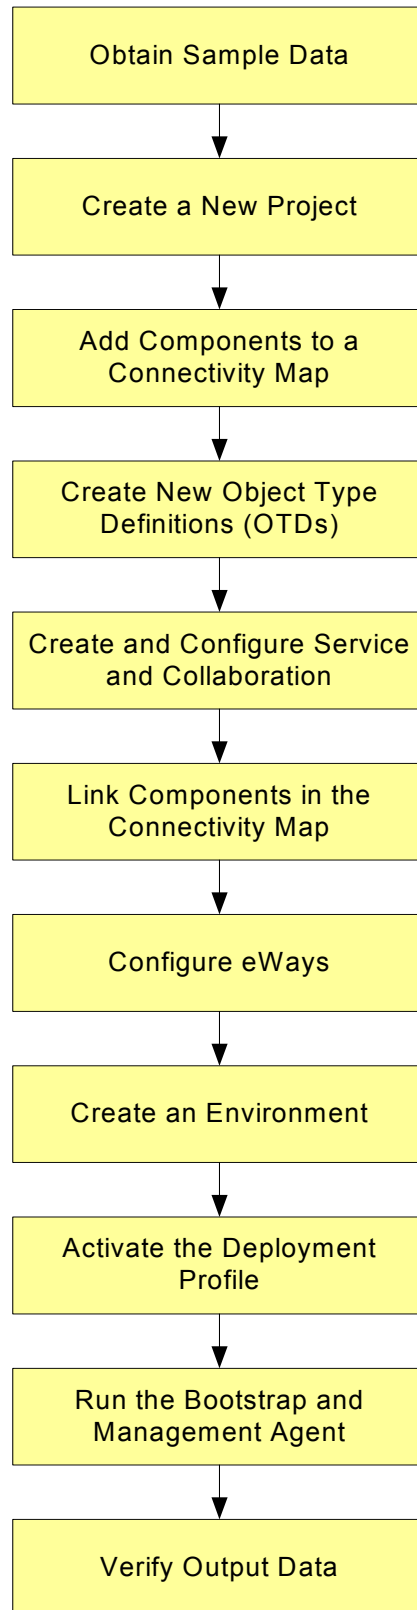 Obtain Sample Data
Create a New Project
Add Components to a
Connectivity Map
Create New Object Type
Definitions (OTDs)
Create and Configure Service
and Collaboration
Link Components in the
Connectivity Map
Configure eWays
Create an Environment
Activate the Deployment
Profile
Run the Bootstrap and
Management Agent
Verify Output Data